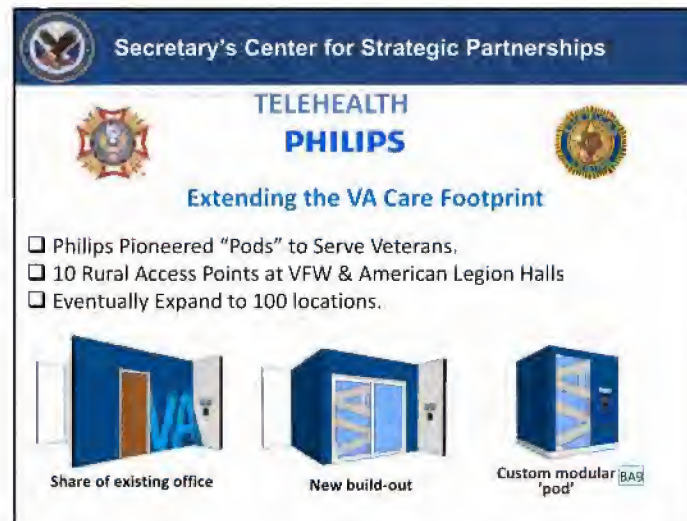 Secretary's Center for Strategic Partnerships
TELEHEALTH
PHILIPS
Extending the VA Care Footprint
❑ Philips Pioneered "Pods" to Serve Veterans.
❑ 10 Rural Access Points at VFW & American Legion Halls
❑ Eventually Expand to 100 locations.
VA
VA
VA
Share of existing office
New build-out
Custom modular BA9
'pod'